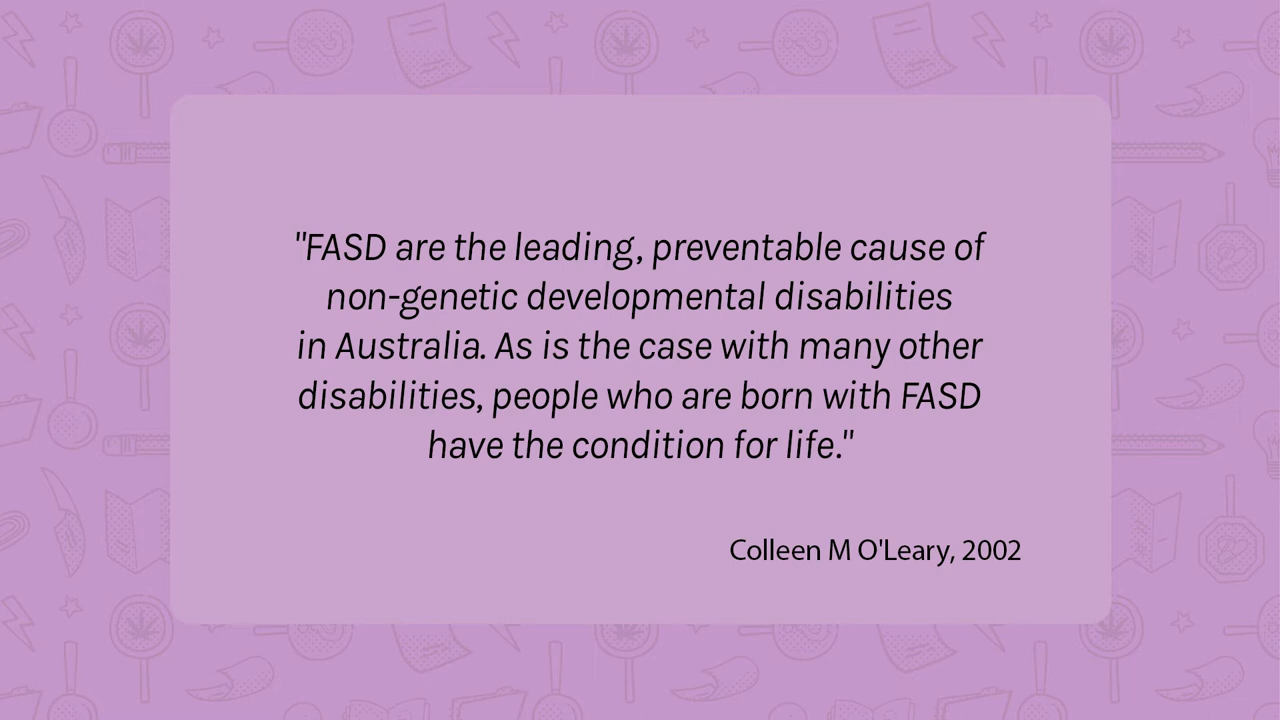 "FASD are the leading, preventable cause of
non-genetic developmental disabilities
in Australia. As is the case with many other
disabilities, people who are born with FASD
have the condition for life."
Colleen M O'Leary, 2002